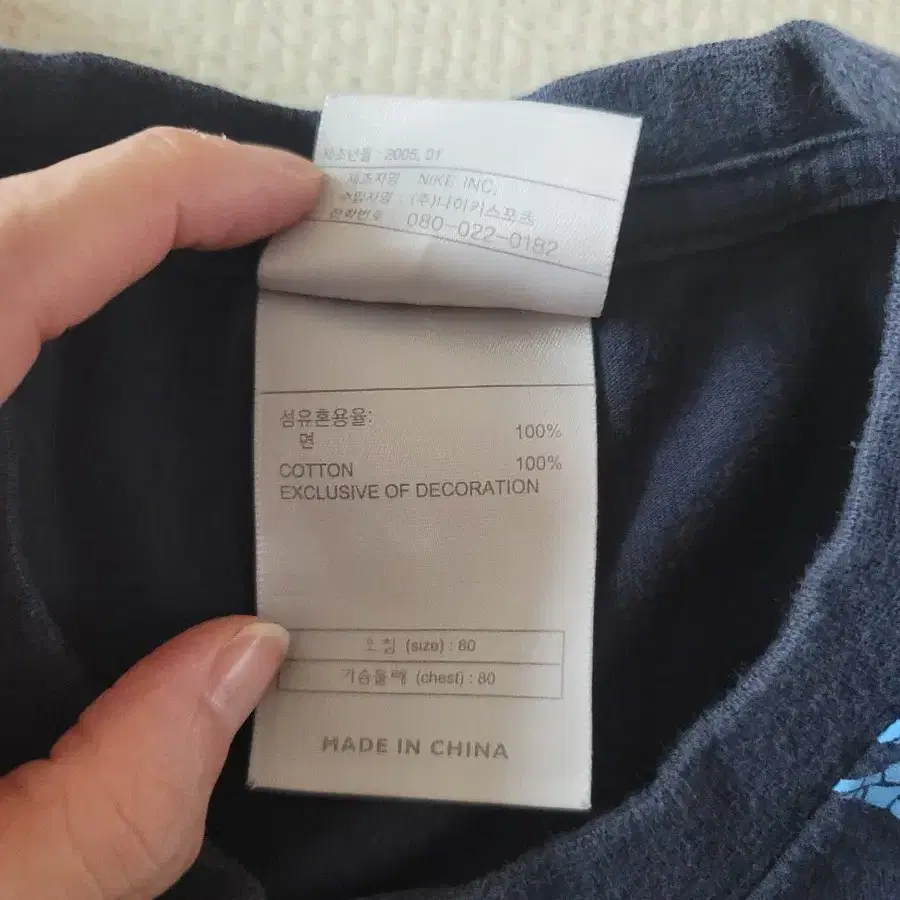 제조년월 : 2005. 01
제조자명 NIKE INC.
수입자명 : (주)나이키스포츠
전화번호 : 080-022-0182
섬유혼용율:
면 100%
COTTON 100%
EXCLUSIVE OF DECORATION
호칭 (size) : 80
가슴둘레 (chest) : 80
MADE IN CHINA